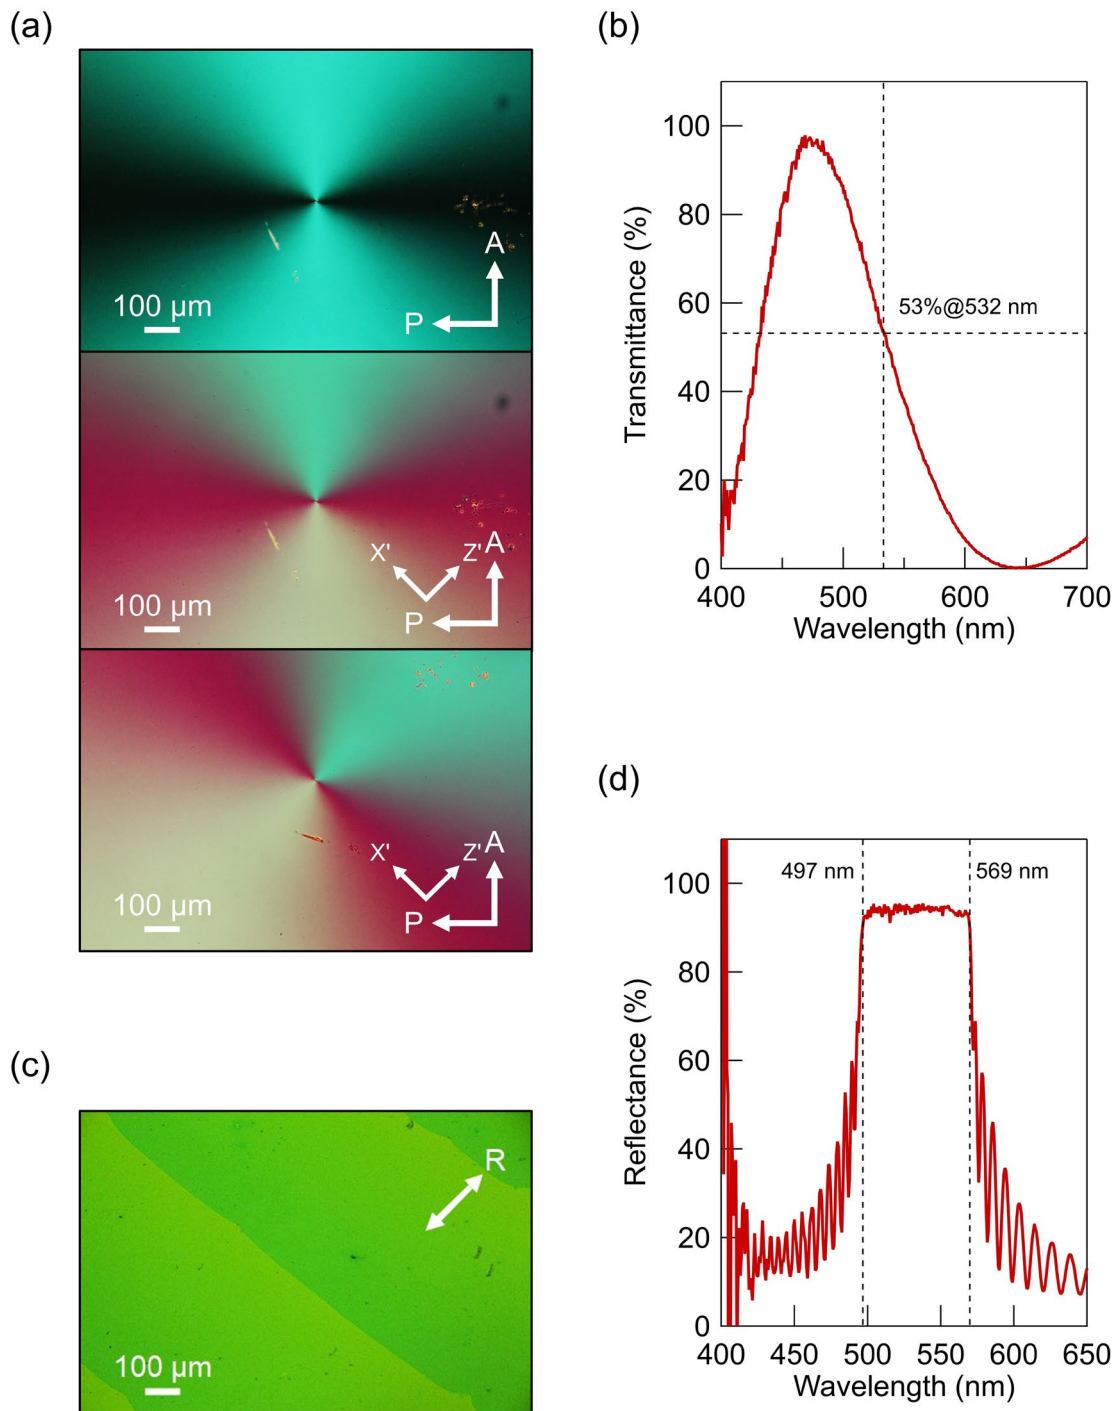 (a)
A
P
100 μm
X'
Z'
A
P
100 μm
X'
Z'
A
P
100 μm
(b)
100
80
60
40
20
0
Transmittance (%)
53%@532 nm
400
500
600
700
Wavelength (nm)
(c)
R
100 μm
(d)
497 nm
569 nm
100
80
60
40
20
0
Reflectance (%)
400
450
500
550
600
650
Wavelength (nm)